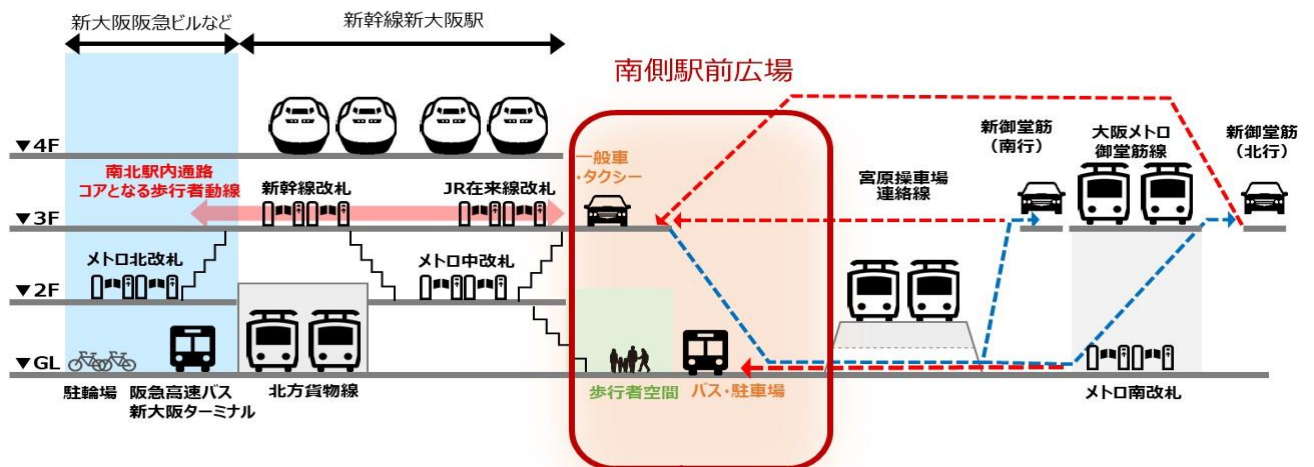 新大阪阪急ビルなど
新幹線新大阪駅
南側駅前広場
▼4F
南北駅内通路
コアとなる歩行者動線
新幹線改札
JR在来線改札
一般車
・タクシー
宮原操車場
連絡線
新御堂筋
（南行）
大阪メトロ
御堂筋線
新御堂筋
（北行）
▼3F
メトロ北改札
メトロ中改札
▼2F
▼GL
駐輪場
阪急高速バス
新大阪ターミナル
北方貨物線
歩行者空間
バス・駐車場
メトロ南改札